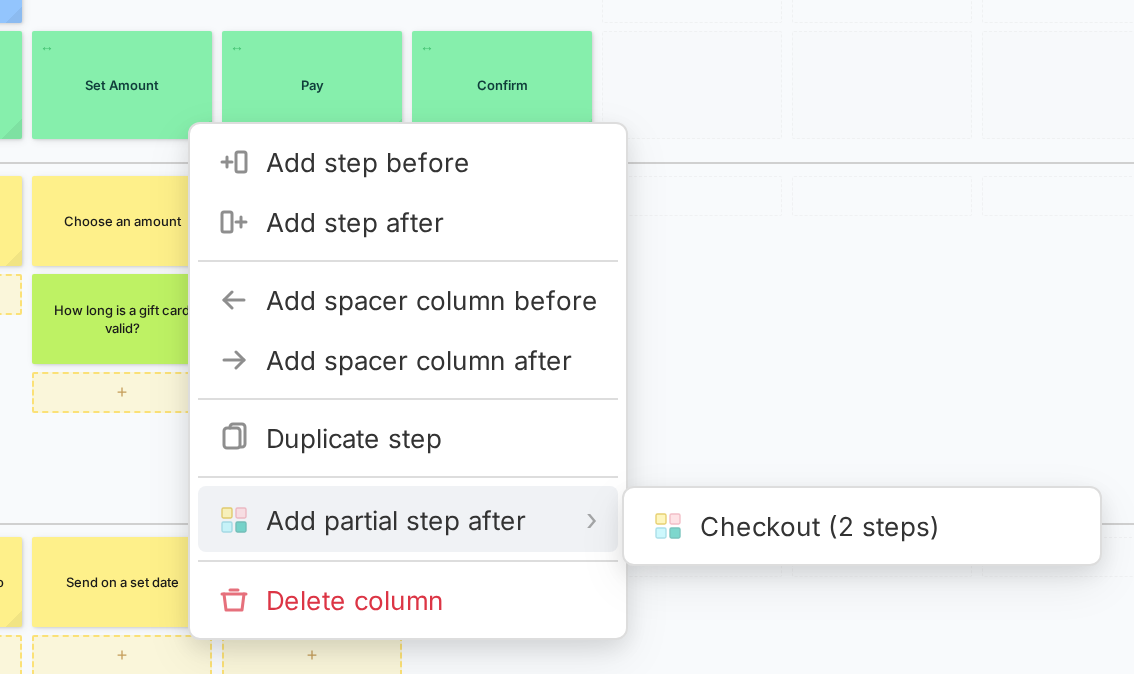 Set Amount
Pay
Confirm
Add step before
Add step after
Choose an amount
Add spacer column before
How long is a gift card
valid?
Add spacer column after
+
Duplicate step
Add partial step after
Checkout (2 steps)
Send on a set date
Delete column
+
+